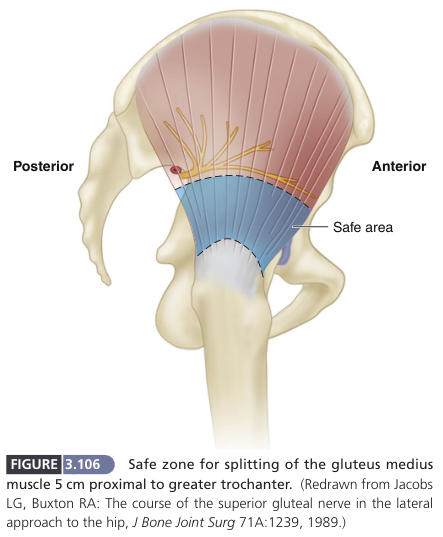 Posterior
Anterior
Safe area
FIGURE 3.106 Safe zone for splitting of the gluteus medius
muscle 5 cm proximal to greater trochanter. (Redrawn from Jacobs
LG, Buxton RA: The course of the superior gluteal nerve in the lateral
approach to the hip, J Bone Joint Surg 71A:1239, 1989.)